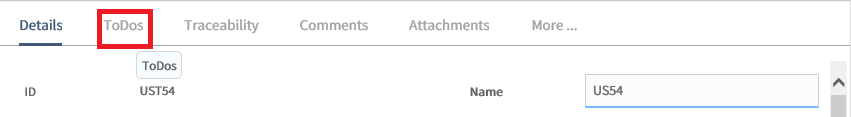 Details ToDos Traceability Comments Attachments More ...
ToDos
ID UST54 Name US54